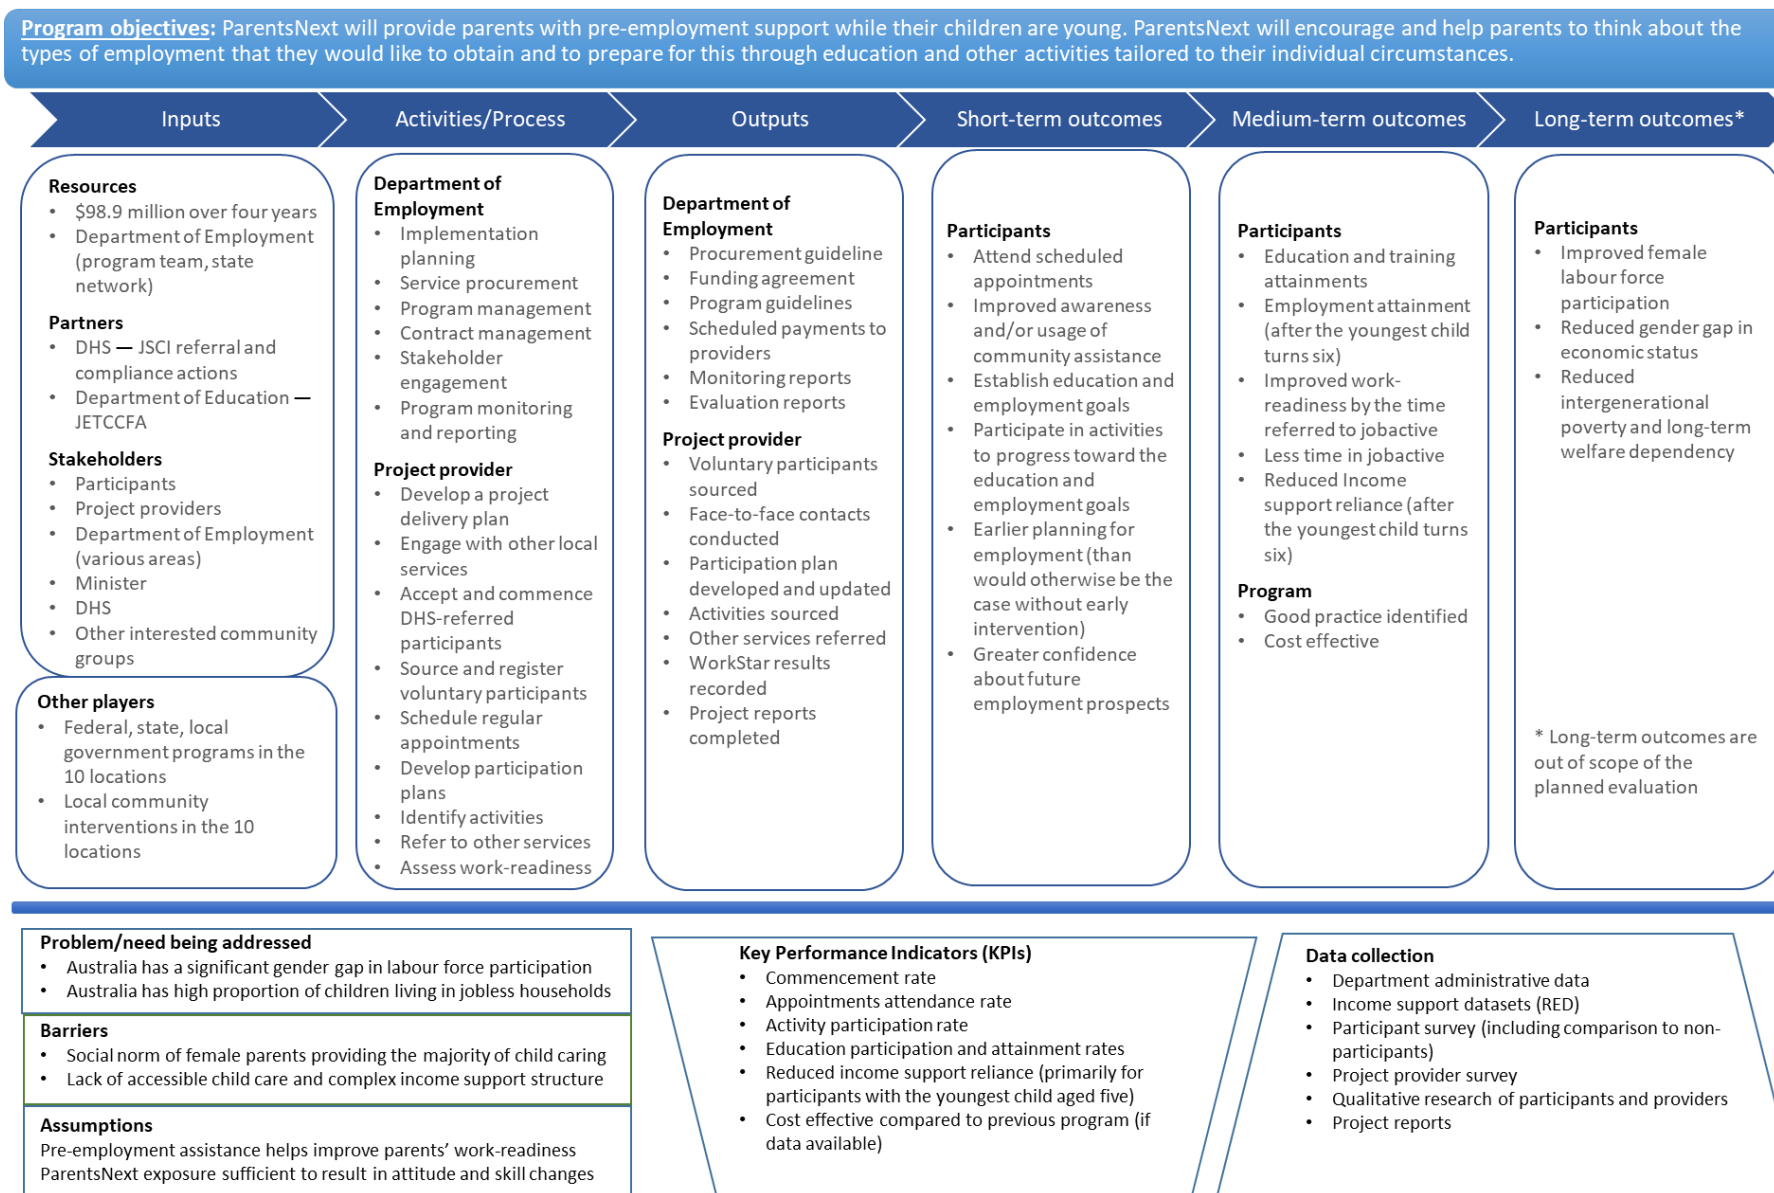 Program objectives: ParentsNext will provide parents with pre-employment support while their children are young. ParentsNext will encourage and help parents to think about the
types of employment that they would like to obtain and to prepare for this through education and other activities tailored to their individual circumstances.
Inputs
Activities/Process
Outputs
Short-term outcomes
Medium-term outcomes
Long-term outcomes*
Resources
• $98.9 million over four years
• Department of Employment
(program team, state
network)
Partners
• DHS — JSCI referral and
compliance actions
• Department of Education —
JETCCFA
Stakeholders
• Participants
• Project providers
• Department of Employment
(various areas)
• Minister
• DHS
• Other interested community
groups
Other players
• Federal, state, local
government programs in the
10 locations
• Local community
interventions in the 10
locations
Department of
Employment
• Implementation
planning
• Service procurement
• Program management
• Contract management
• Stakeholder
engagement
• Program monitoring
and reporting
Project provider
• Develop a project
delivery plan
• Engage with other local
services
• Accept and commence
DHS-referred
participants
• Source and register
voluntary participants
• Schedule regular
appointments
• Develop participation
plans
• Identify activities
• Refer to other services
• Assess work-readiness
Department of
Employment
• Procurement guideline
• Funding agreement
• Program guidelines
• Scheduled payments to
providers
• Monitoring reports
• Evaluation reports
Project provider
• Voluntary participants
sourced
• Face-to-face contacts
conducted
• Participation plan
developed and updated
• Activities sourced
• Other services referred
• WorkStar results
recorded
• Project reports
completed
Participants
• Attend scheduled
appointments
• Improved awareness
and/or usage of
community assistance
• Establish education and
employment goals
• Participate in activities
to progress toward the
education and
employment goals
• Earlier planning for
employment (than
would otherwise be the
case without early
intervention)
• Greater confidence
about future
employment prospects
Participants
• Education and training
attainments
• Employment attainment
(after the youngest child
turns six)
• Improved work-
readiness by the time
referred to jobactive
• Less time in jobactive
• Reduced Income
support reliance (after
the youngest child turns
six)
Program
• Good practice identified
• Cost effective
Participants
• Improved female
labour force
participation
• Reduced gender gap in
economic status
• Reduced
intergenerational
poverty and long-term
welfare dependency
* Long-term outcomes are
out of scope of the
planned evaluation
Problem/need being addressed
• Australia has a significant gender gap in labour force participation
• Australia has high proportion of children living in jobless households
Barriers
• Social norm of female parents providing the majority of child caring
• Lack of accessible child care and complex income support structure
Assumptions
Pre-employment assistance helps improve parents’ work-readiness
ParentsNext exposure sufficient to result in attitude and skill changes
Key Performance Indicators (KPIs)
• Commencement rate
• Appointments attendance rate
• Activity participation rate
• Education participation and attainment rates
• Reduced income support reliance (primarily for
participants with the youngest child aged five)
• Cost effective compared to previous program (if
data available)
Data collection
• Department administrative data
• Income support datasets (RED)
• Participant survey (including comparison to non-
participants)
• Project provider survey
• Qualitative research of participants and providers
• Project reports